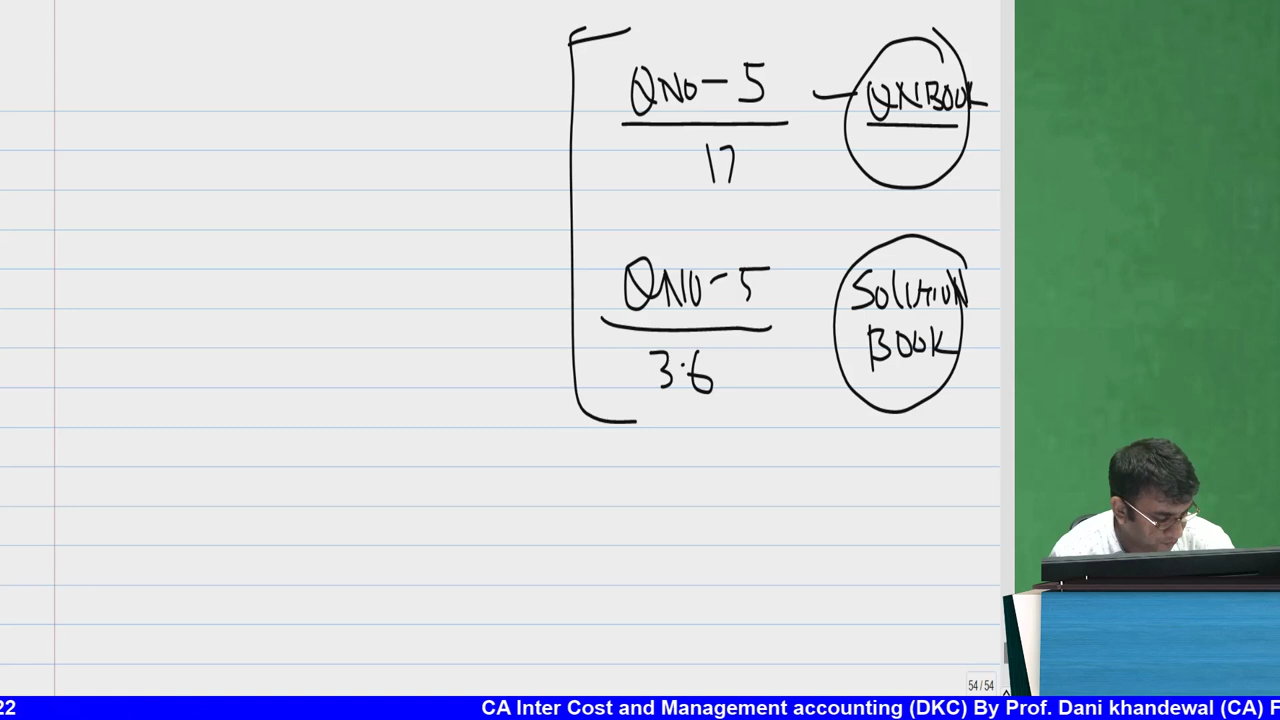 QNO-5 - QNBOOK
17
QNO-5 SOLUTION
BOOK
3.6
54/54
22 CA Inter Cost and Management accounting (DKC) By Prof. Dani khandewal (CA) F